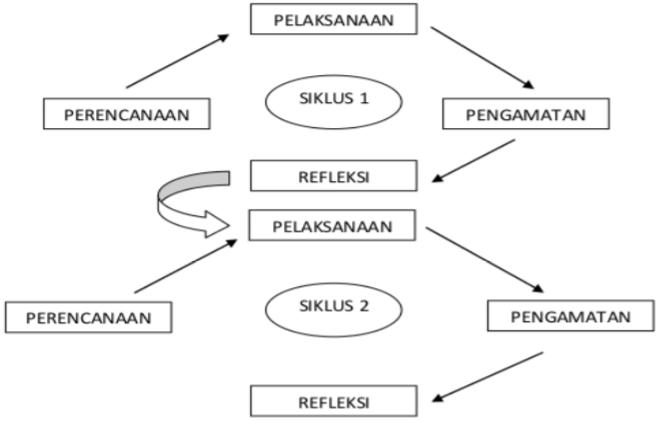 PELAKSANAAN
SIKLUS 1
PERENCANAAN
PENGAMATAN
REFLEKSI
PELAKSANAAN
SIKLUS 2
PERENCANAAN
PENGAMATAN
REFLEKSI